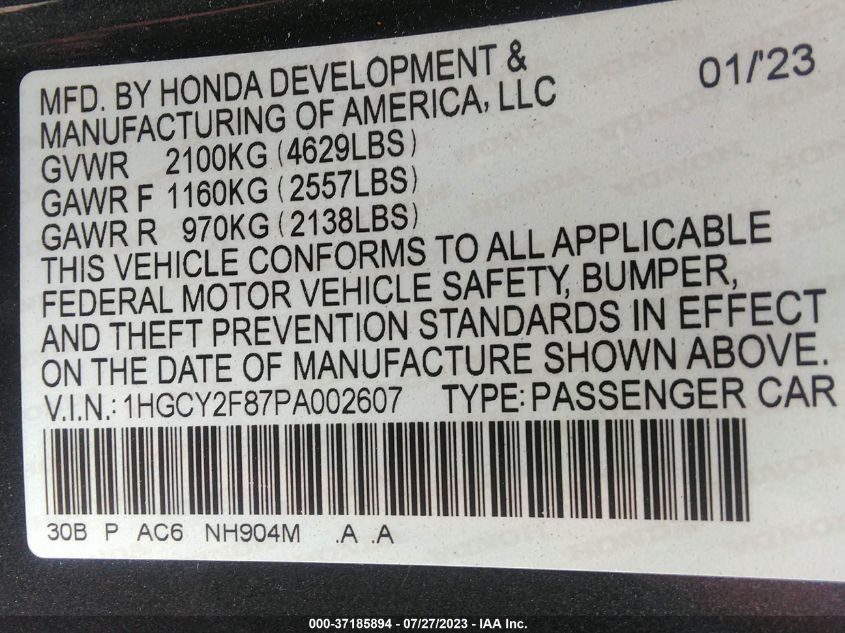 MFD. BY HONDA DEVELOPMENT & 01/'23
MANUFACTURING OF AMERICA, LLC
GVWR 2100KG (4629LBS)
GAWR F 1160KG (2557LBS)
GAWR R 970KG (2138LBS)
THIS VEHICLE CONFORMS TO ALL APPLICABLE
FEDERAL MOTOR VEHICLE SAFETY, BUMPER,
AND THEFT PREVENTION STANDARDS IN EFFECT
ON THE DATE OF MANUFACTURE SHOWN ABOVE.
V.I.N.: 1HGCY2F87PA002607 TYPE: PASSENGER CAR
30B P AC6 NH904M .A .A
000-37185894 - 07/27/2023 - IAA Inc.